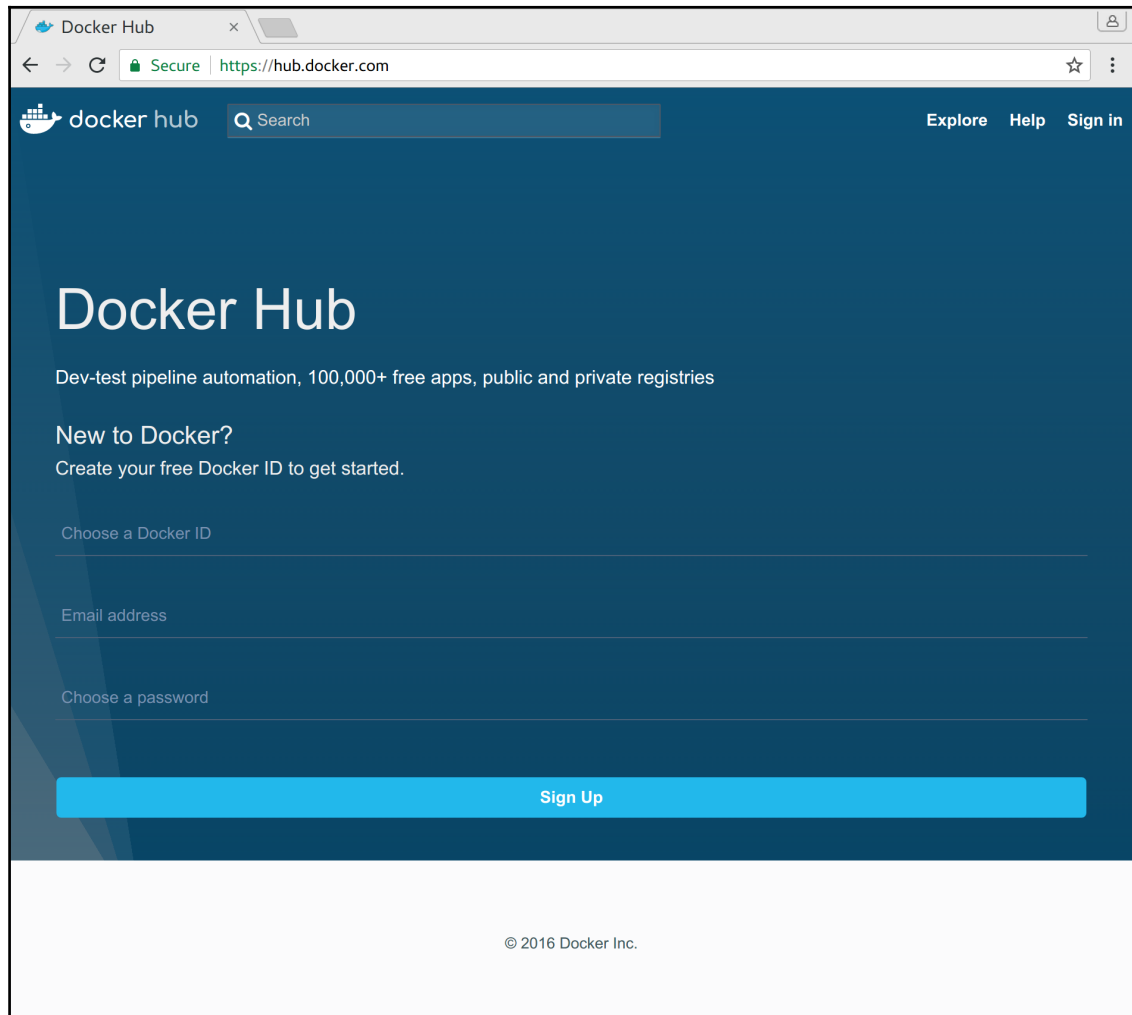 Docker Hub
Secure https://hub.docker.com
docker hub Search Explore Help Sign in
Docker Hub
Dev-test pipeline automation, 100,000+ free apps, public and private registries
New to Docker?
Create your free Docker ID to get started.
Choose a Docker ID
Email address
Choose a password
Sign Up
© 2016 Docker Inc.